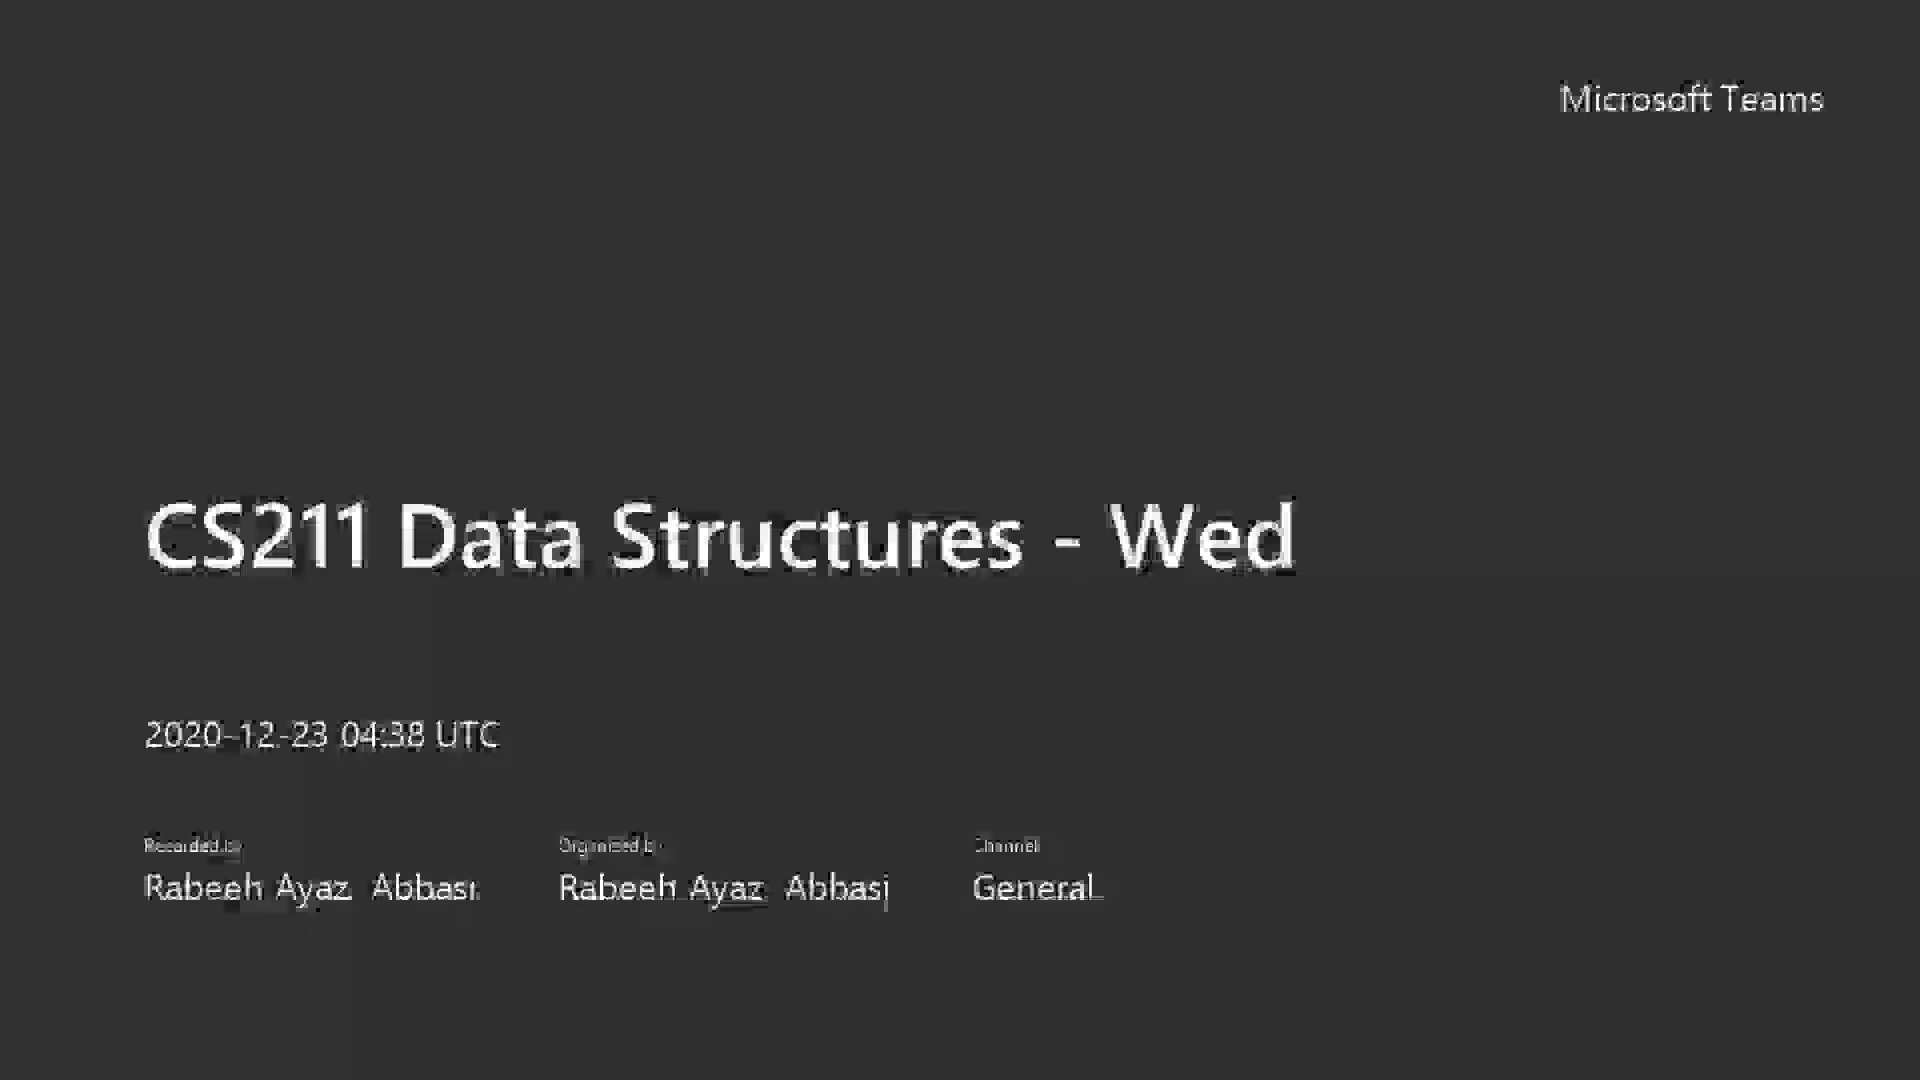 Microsoft Teams
CS211 Data Structures - Wed
2020-12-23 04:38 UTC
Recorded by Organized by Channel
Rabeeh Ayaz Abbasi Rabeeh Ayaz Abbasi General